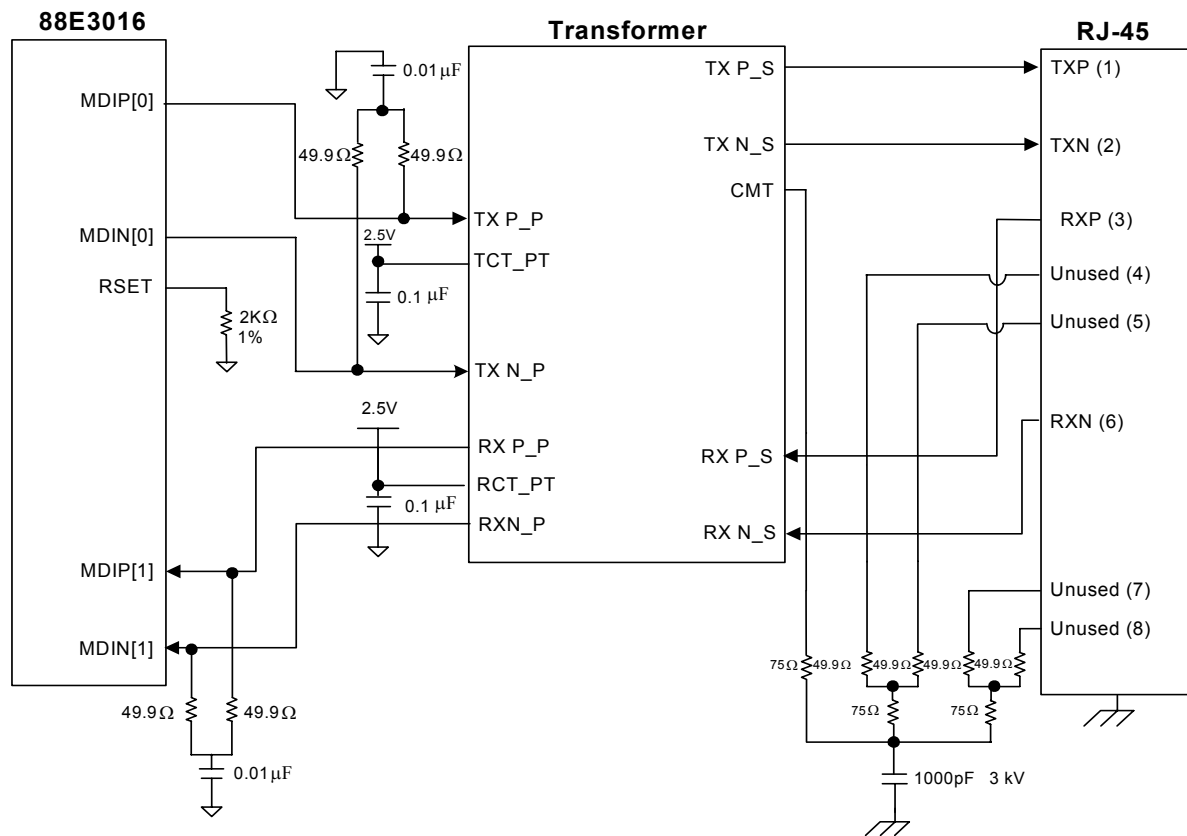 88E3016
Transformer
RJ-45
0.01μF
TX P_S
TXP (1)
MDIP[0]
49.9Ω
49.9Ω
TX N_S
TXN (2)
CMT
TX P_P
RXP (3)
MDIN[0]
2.5V
TCT_PT
RSET
Unused (4)
0.1 μF
2KΩ
1%
Unused (5)
TX N_P
2.5V
RXN (6)
RX P_P
RX P_S
RCT_PT
0.1 μF
RXN_P
RX N_S
MDIP[1]
Unused (7)
Unused (8)
MDIN[1]
75Ω
49.9Ω
49.9Ω
49.9Ω
49.9Ω
49.9Ω
49.9Ω
75Ω
75Ω
0.01μF
1000pF 3 kV